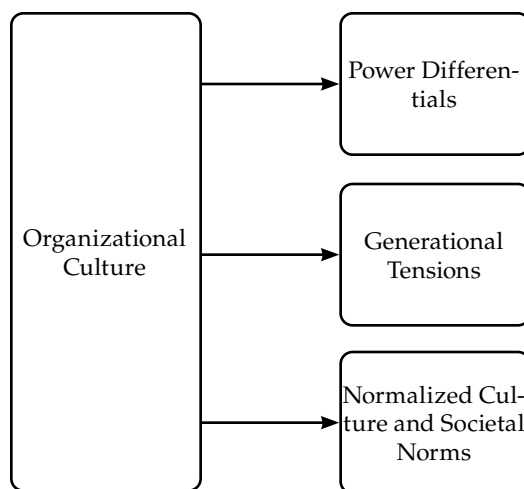 Organizational
Culture
Power Differen-
tials
Generational
Tensions
Normalized Cul-
ture and Societal
Norms